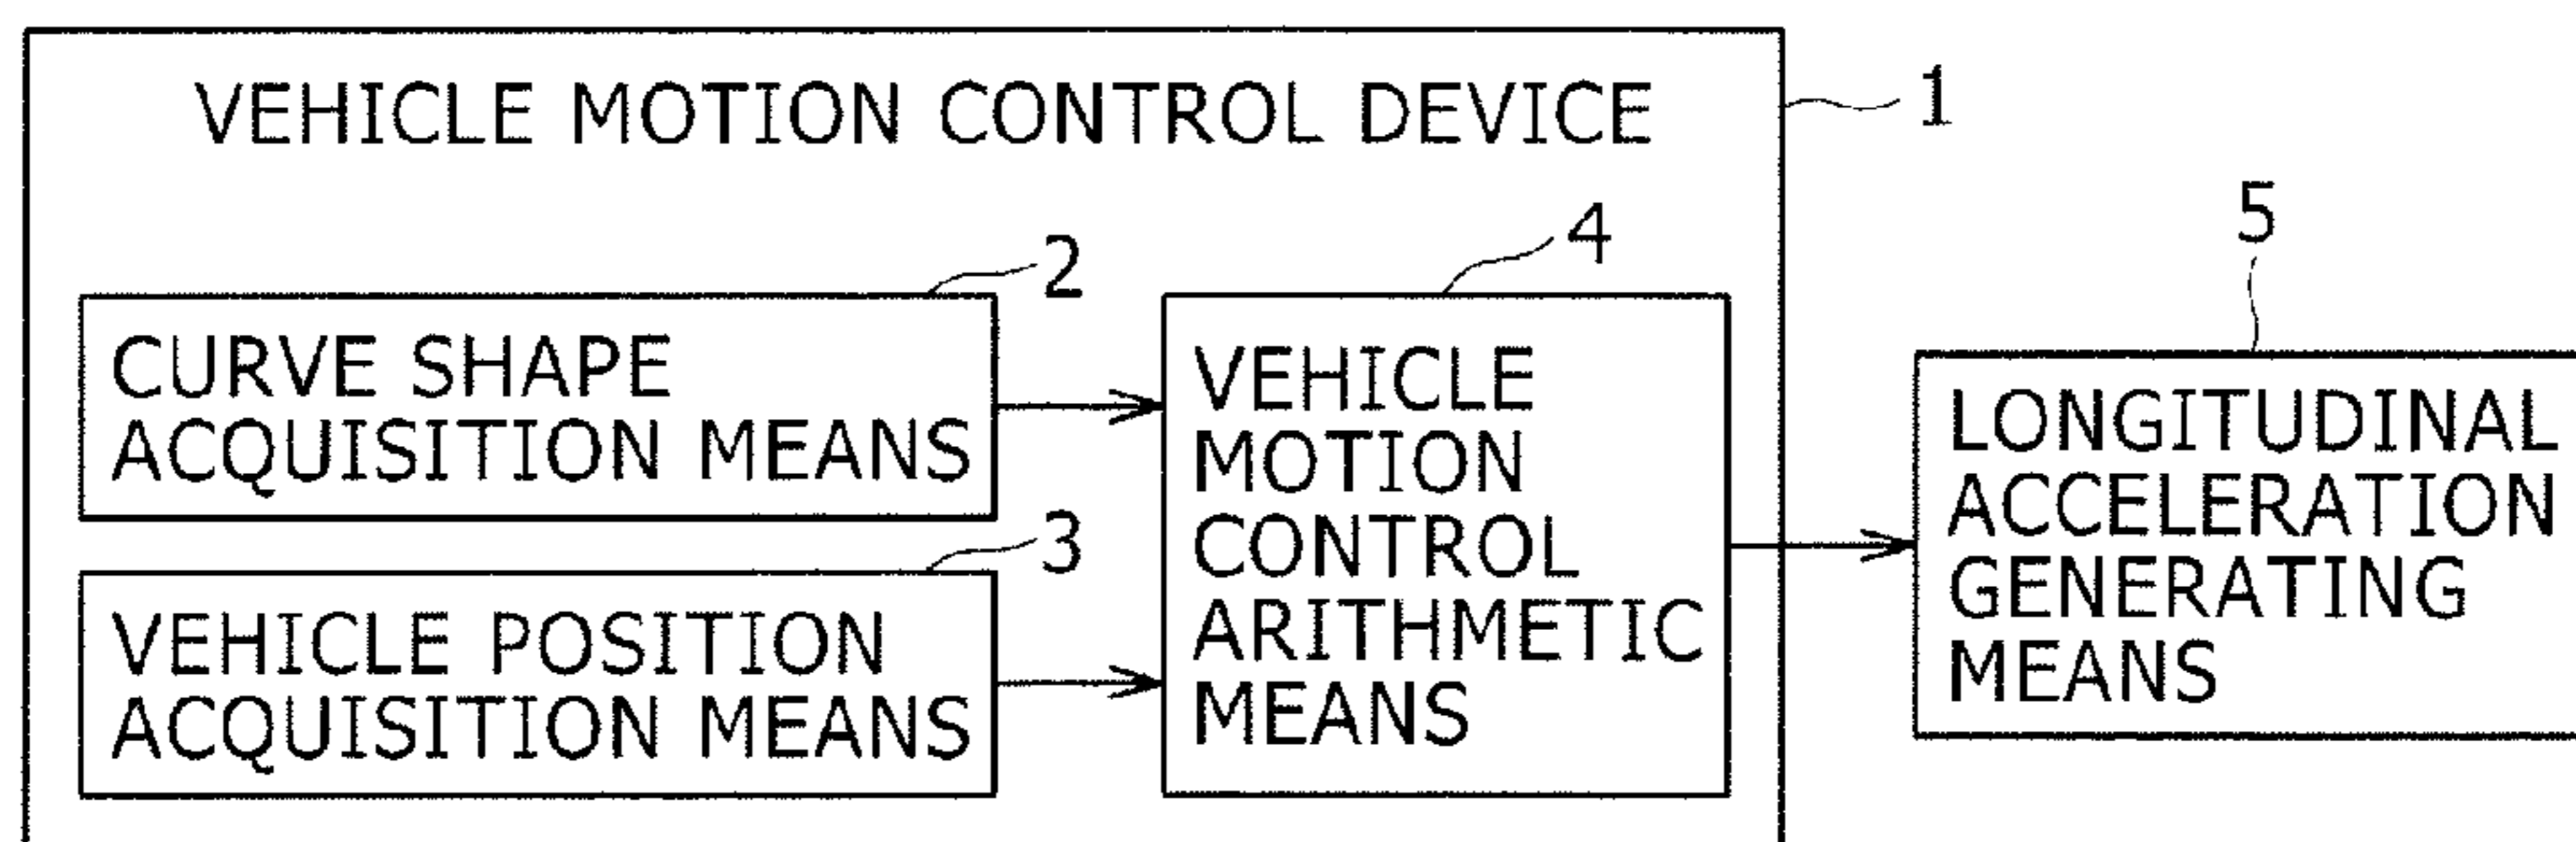 VEHICLE MOTION CONTROL DEVICE
1
2
CURVE SHAPE
ACQUISITION MEANS
3
VEHICLE POSITION
ACQUISITION MEANS
4
VEHICLE
MOTION
CONTROL
ARITHMETIC
MEANS
5
LONGITUDINAL
ACCELERATION
GENERATING
MEANS